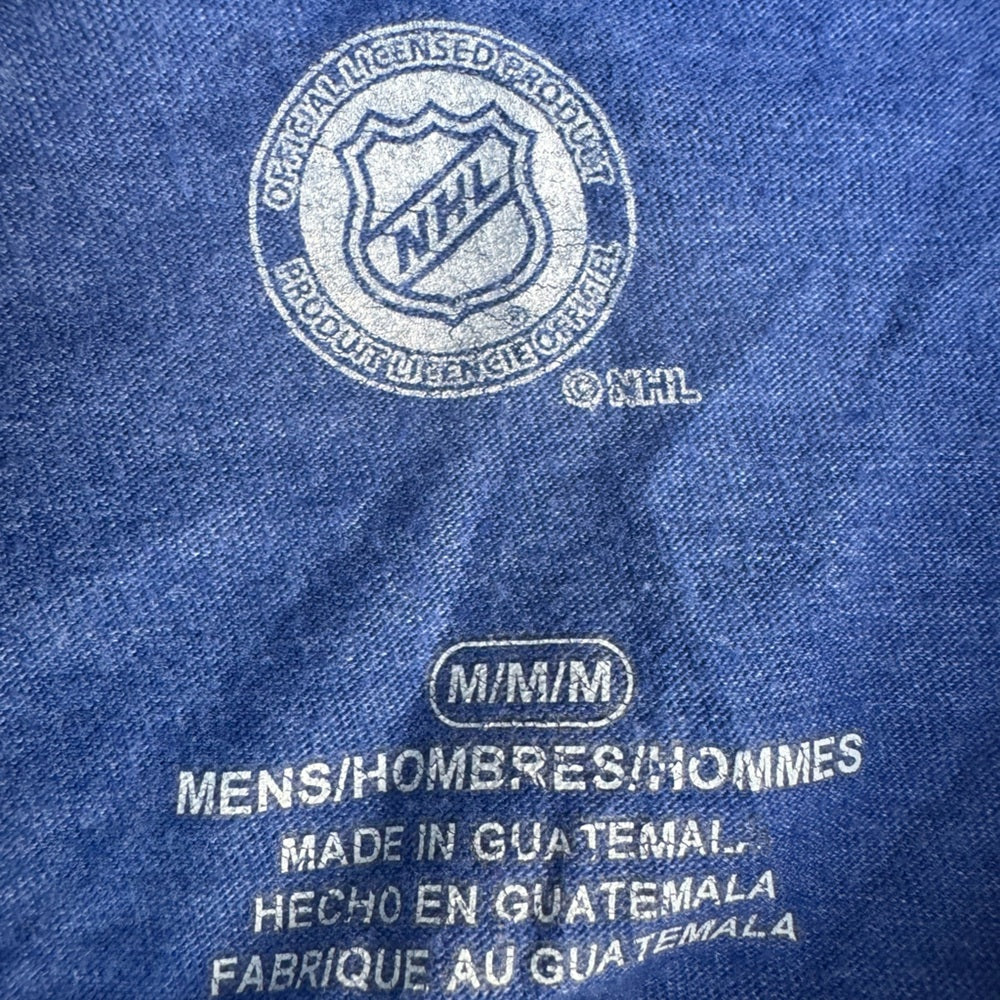 OFFICIAL LICENSED PRODUCT
NHL
®
PRODUIT LICENCIE OFFICIEL
© NHL
M/M/M
MENS/HOMBRES/HOMMES
MADE IN GUATEMALA
HECHO EN GUATEMALA
FABRIQUE AU GUATEMALA